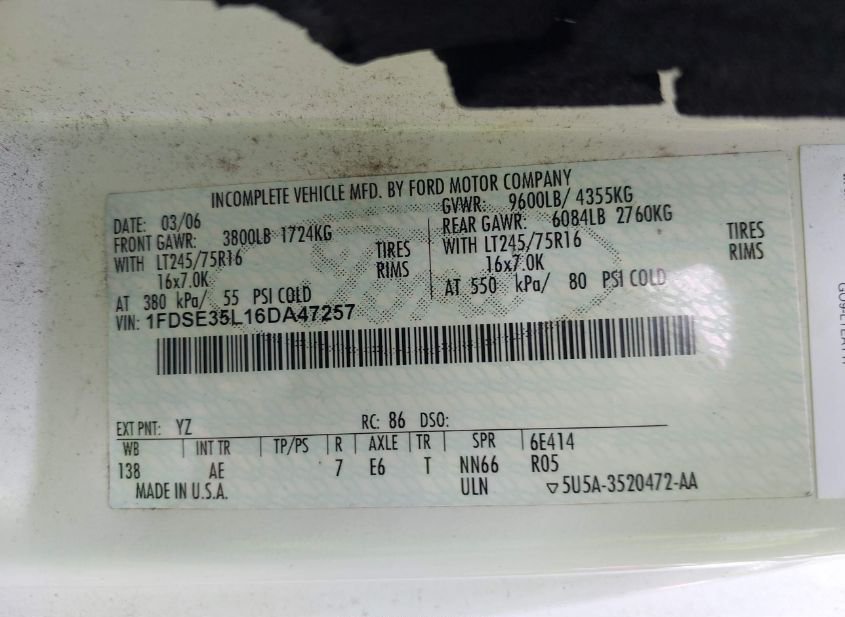 INCOMPLETE VEHICLE MFD. BY FORD MOTOR COMPANY
DATE: 03/06
GVWR: 9600LB/ 4355KG
FRONT GAWR: 3800LB 1724KG
REAR GAWR: 6084LB 2760KG
WITH LT245/75R16 TIRES
WITH LT245/75R16 TIRES
16x7.0K RIMS
16x7.0K RIMS
AT 380 kPa/ 55 PSI COLD
AT 550 kPa/ 80 PSI COLD
VIN: 1FDSE35L16DA47257
EXT PNT: YZ RC: 86 DSO:
WB INT TR TP/PS R AXLE TR SPR 6E414
138 AE 7 E6 T NN66 R05
MADE IN U.S.A. ULN ▽5U5A-3520472-AA